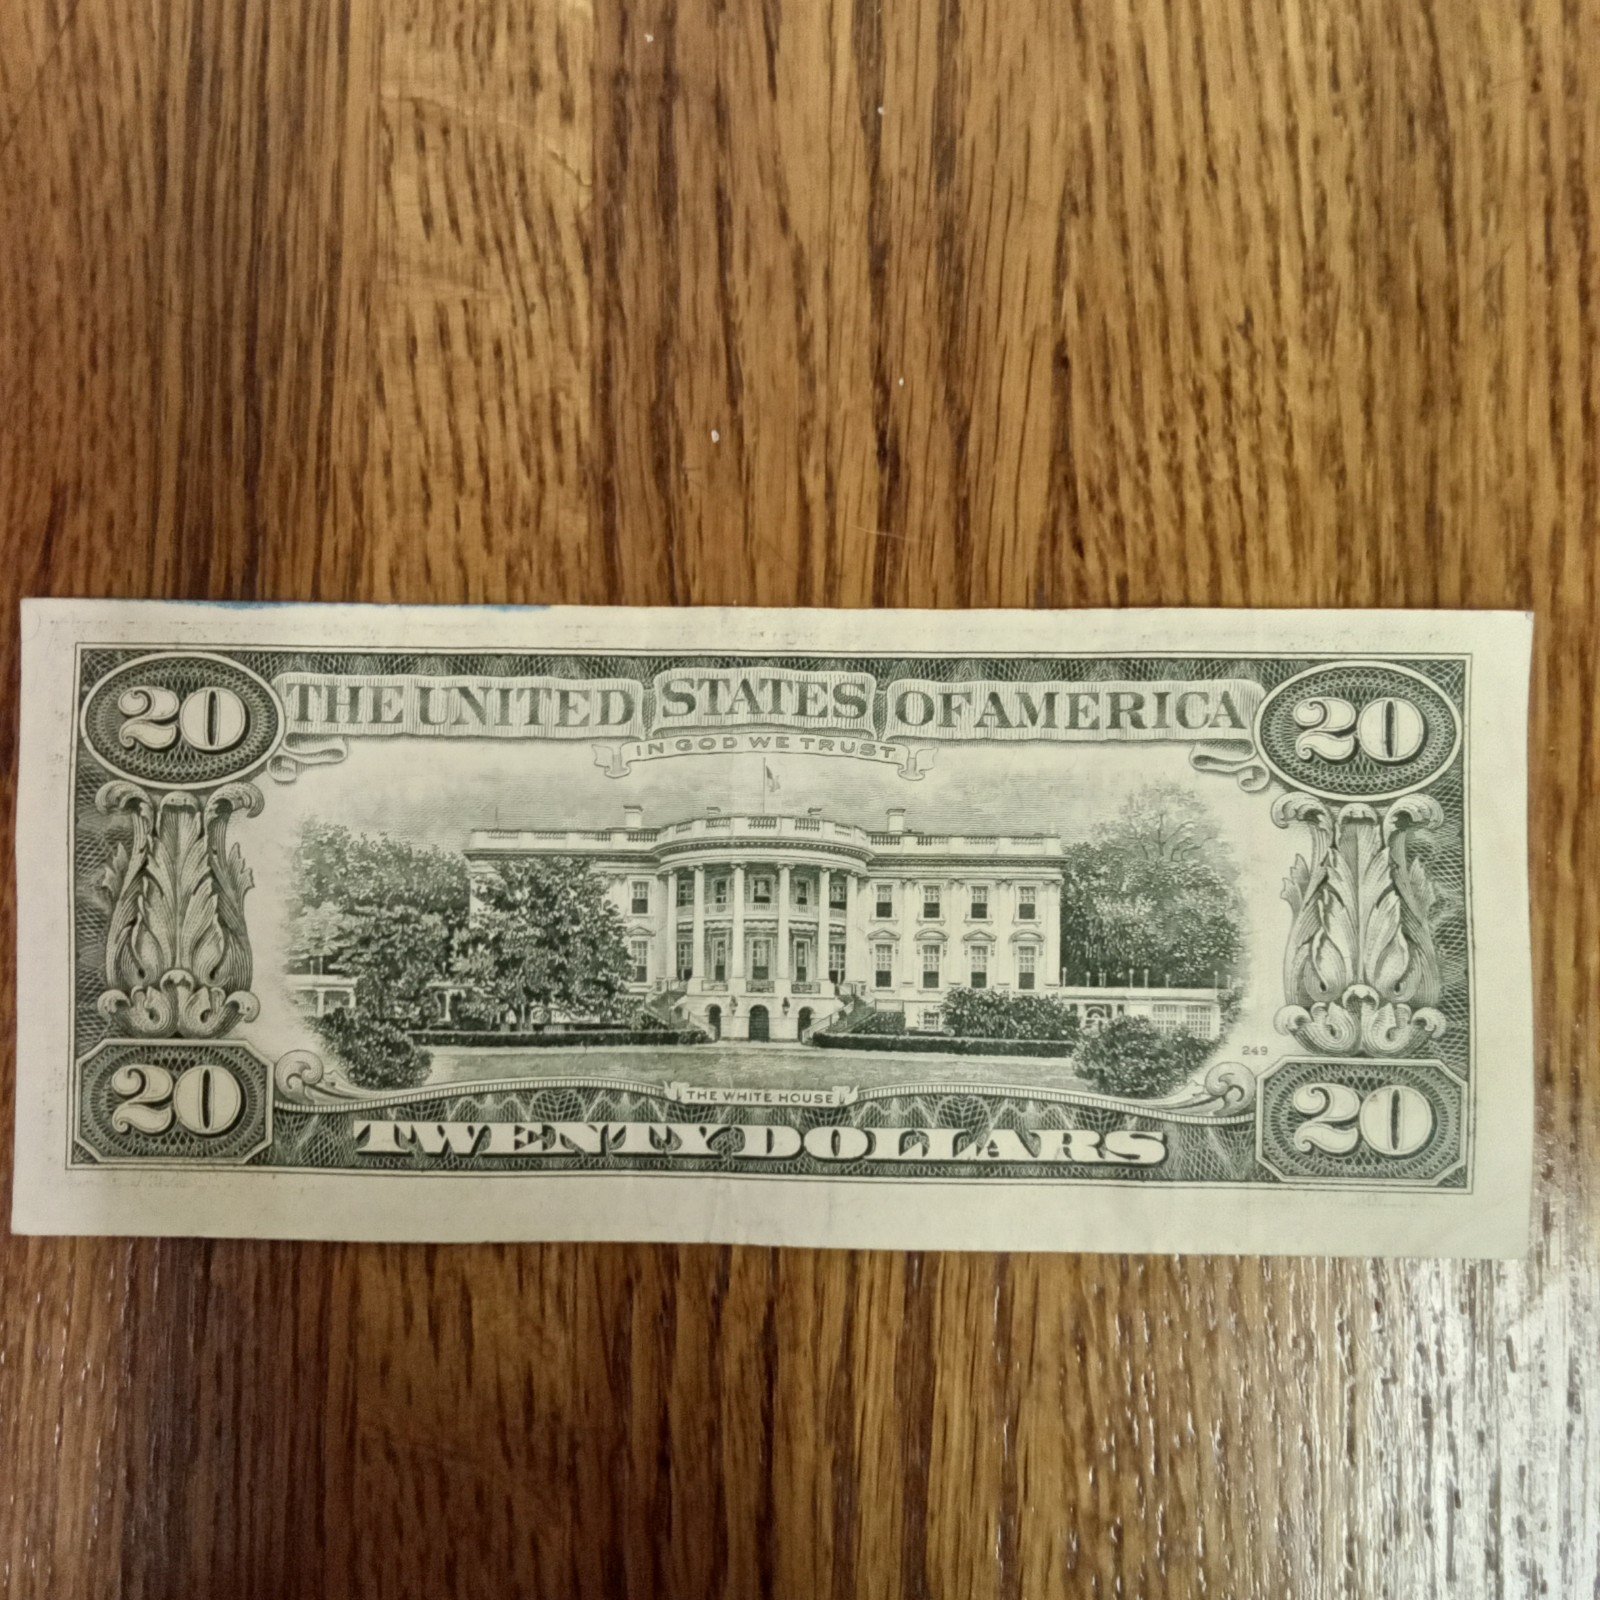 20 THE UNITED STATES OF AMERICA 20
IN GOD WE TRUST
249
THE WHITE HOUSE
20 TWENTY DOLLARS 20